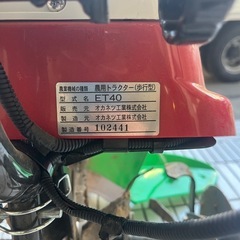 農業機械の種類 農用トラクター(歩行型)
型式名 ET40
販売元 オカネツ工業株式会社
製造元 オカネツ工業株式会社
製造番号 102441